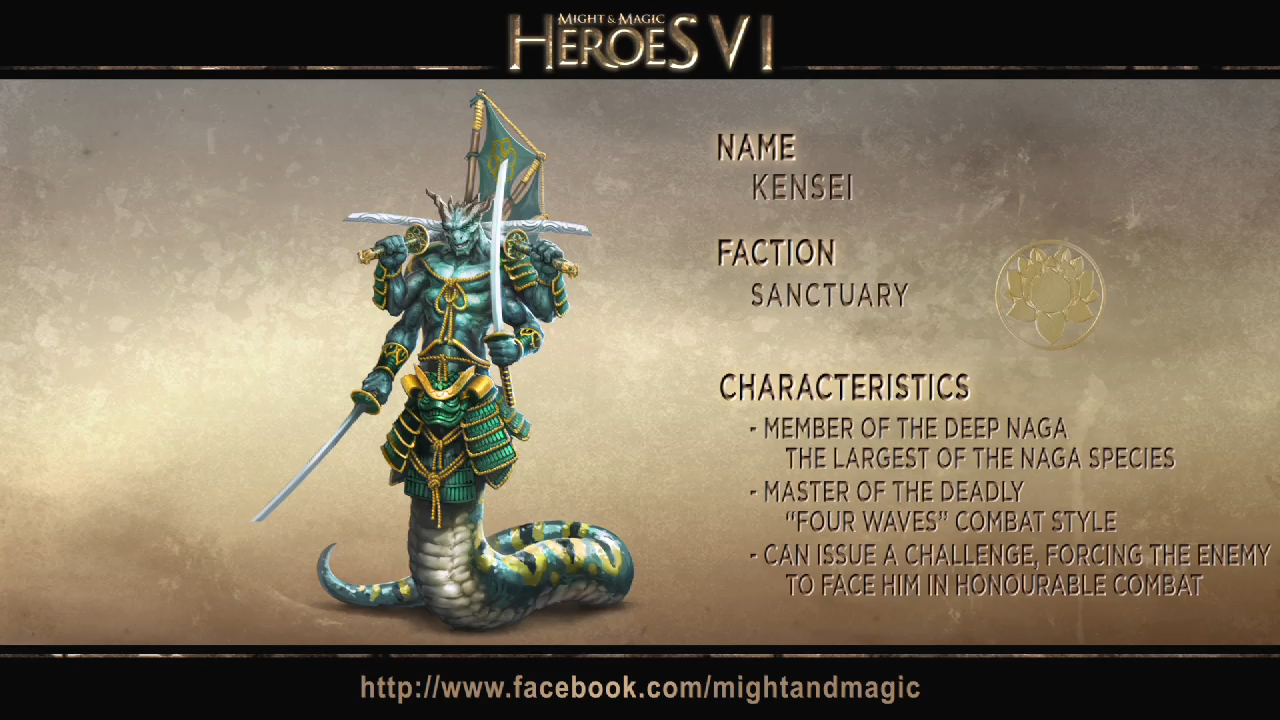 MIGHT & MAGIC
HEROES VI
NAME
KENSEI
FACTION
SANCTUARY
CHARACTERISTICS
- MEMBER OF THE DEEP NAGA
THE LARGEST OF THE NAGA SPECIES
- MASTER OF THE DEADLY
“FOUR WAVES” COMBAT STYLE
- CAN ISSUE A CHALLENGE, FORCING THE ENEMY
TO FACE HIM IN HONOURABLE COMBAT
http://www.facebook.com/mightandmagic